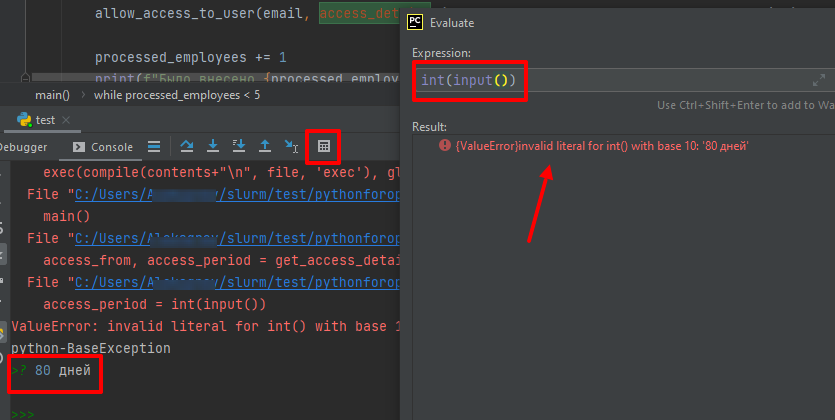 allow_access_to_user(email, access_det
processed_employees += 1
print(f"Было внесено {processed_employ
main()
while processed_employees < 5
test
Debugger
Console
exec(compile(contents+"\n", file, 'exec'), gl
File "C:/Users/ /slurm/test/pythonforop
main()
File "C:/Users/ /slurm/test/pythonforop
access_from, access_period = get_access_detai
File "C:/Users/ /slurm/test/pythonforop
access_period = int(input())
ValueError: invalid literal for int() with base 1
python-BaseException
>? 80 дней
>>>
PC
Evaluate
Expression:
int(input())
Use Ctrl+Shift+Enter to add to Wa
Result:
{ValueError}invalid literal for int() with base 10: '80 дней'